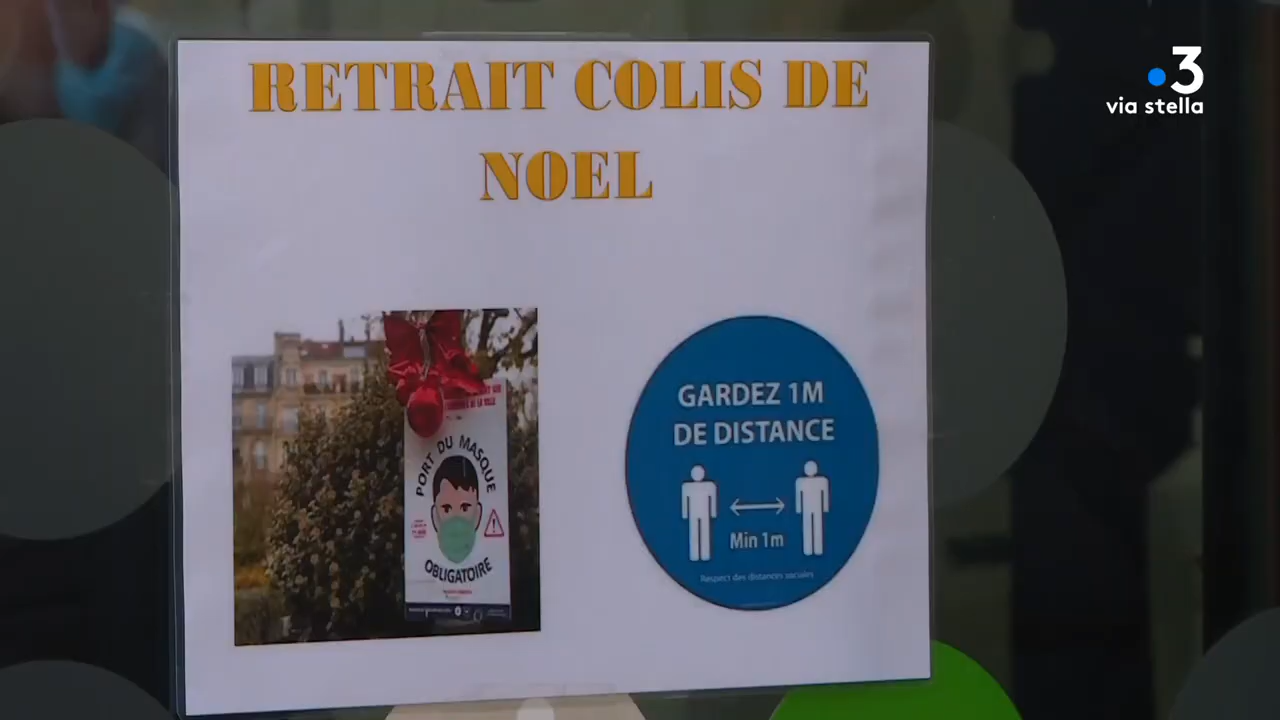 RETRAIT COLIS DE
NOEL
3
via stella
PORT DU MASQUE
OBLIGATOIRE
GARDEZ 1M
DE DISTANCE
Min 1m
Respect des distances sociales